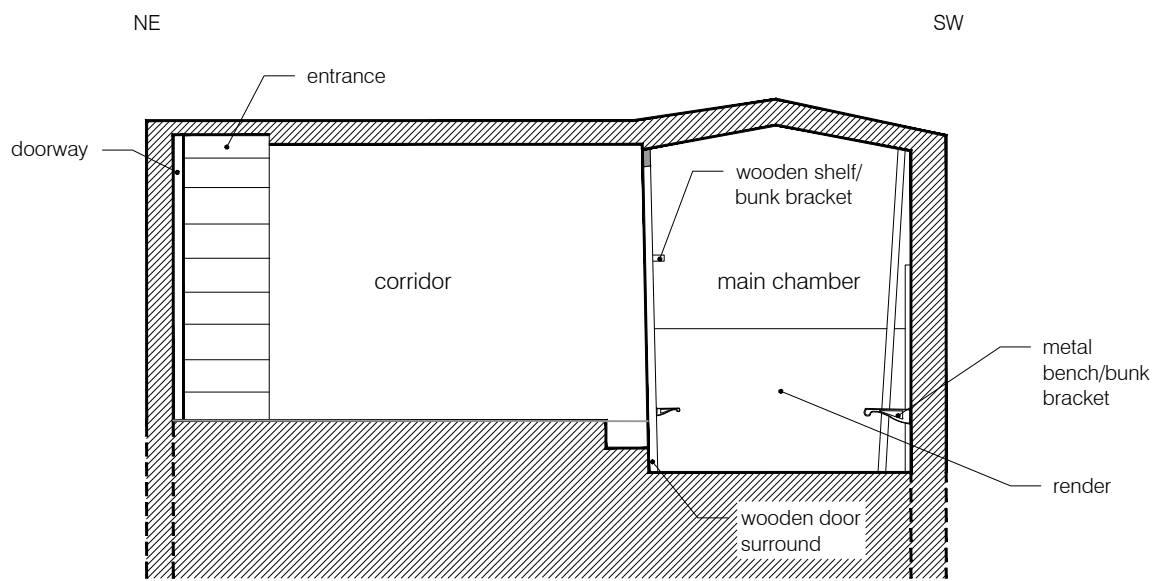 NE
SW
entrance
doorway
wooden shelf/
bunk bracket
corridor
main chamber
metal
bench/bunk
bracket
render
wooden door
surround